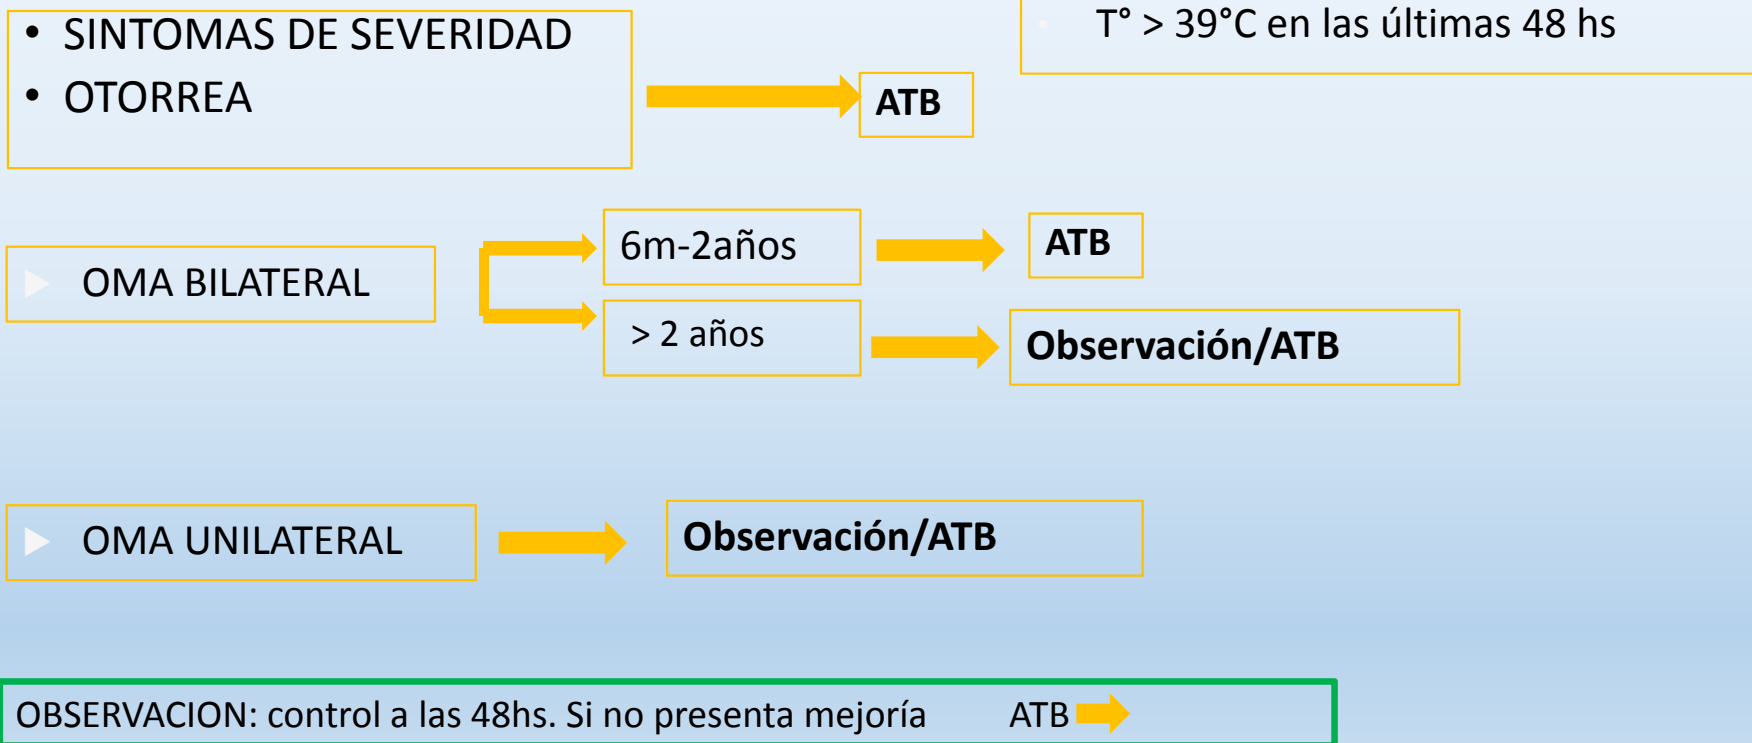 • SINTOMAS DE SEVERIDAD
• OTORREA
ATB
• T° > 39°C en las últimas 48 hs
OMA BILATERAL
6m-2años
ATB
> 2 años
Observación/ATB
OMA UNILATERAL
Observación/ATB
OBSERVACION: control a las 48hs. Si no presenta mejoría ATB